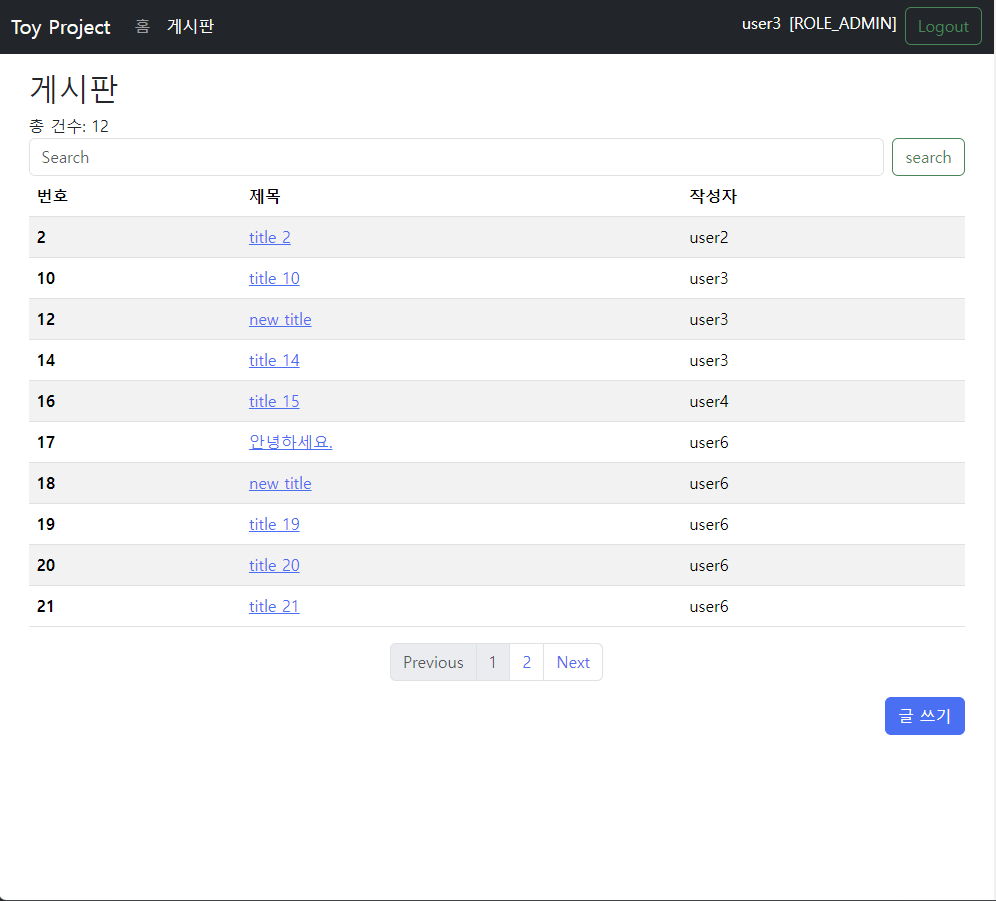 Toy Project 홈 게시판 user3 [ROLE_ADMIN] Logout
게시판
총 건수: 12
Search search
번호 제목 작성자
2 title 2 user2
10 title 10 user3
12 new title user3
14 title 14 user3
16 title 15 user4
17 안녕하세요. user6
18 new title user6
19 title 19 user6
20 title 20 user6
21 title 21 user6
Previous 1 2 Next
글 쓰기